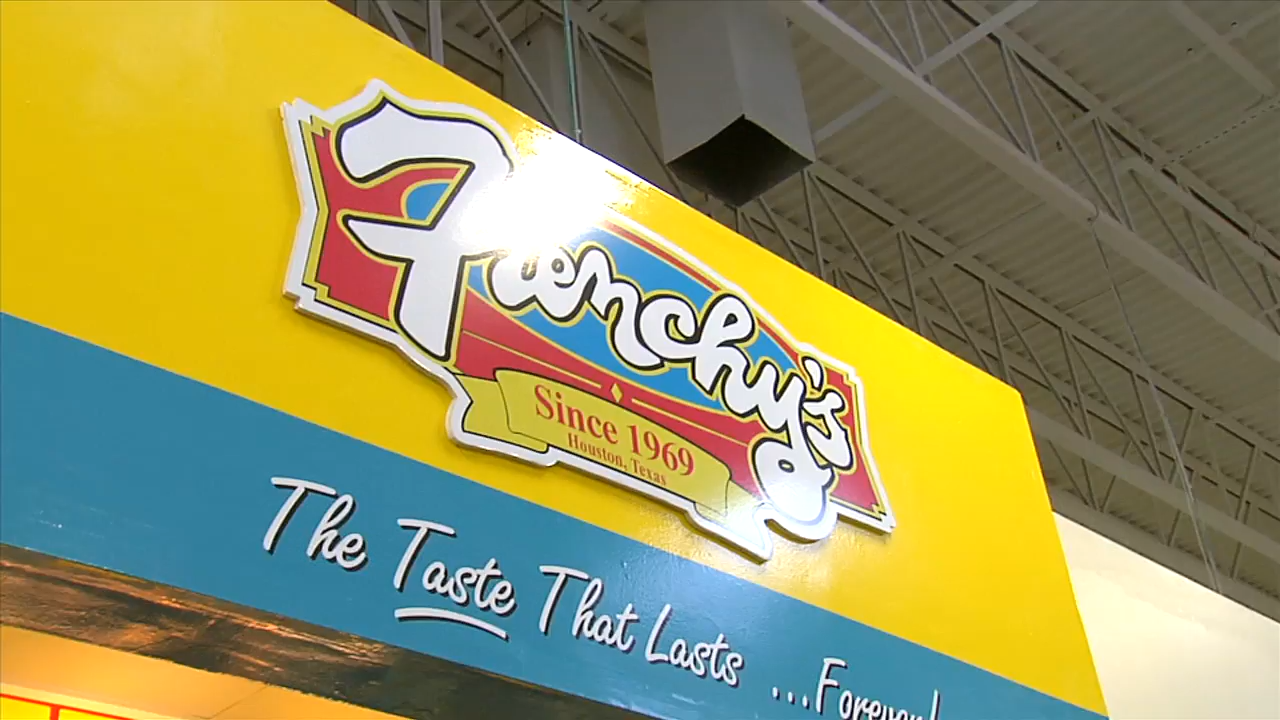 Frenchy's
Since 1969
Houston, Texas
The Taste That Lasts ...Forever!